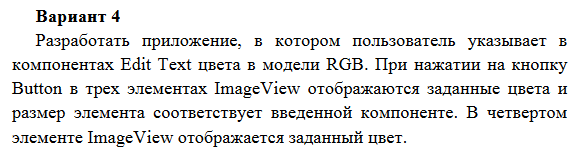 Вариант 4
Разработать приложение, в котором пользователь указывает в
компонентах Edit Text цвета в модели RGB. При нажатии на кнопку
Button в трех элементах ImageView отображаются заданные цвета и
размер элемента соответствует введенной компоненте. В четвертом
элементе ImageView отображается заданный цвет.